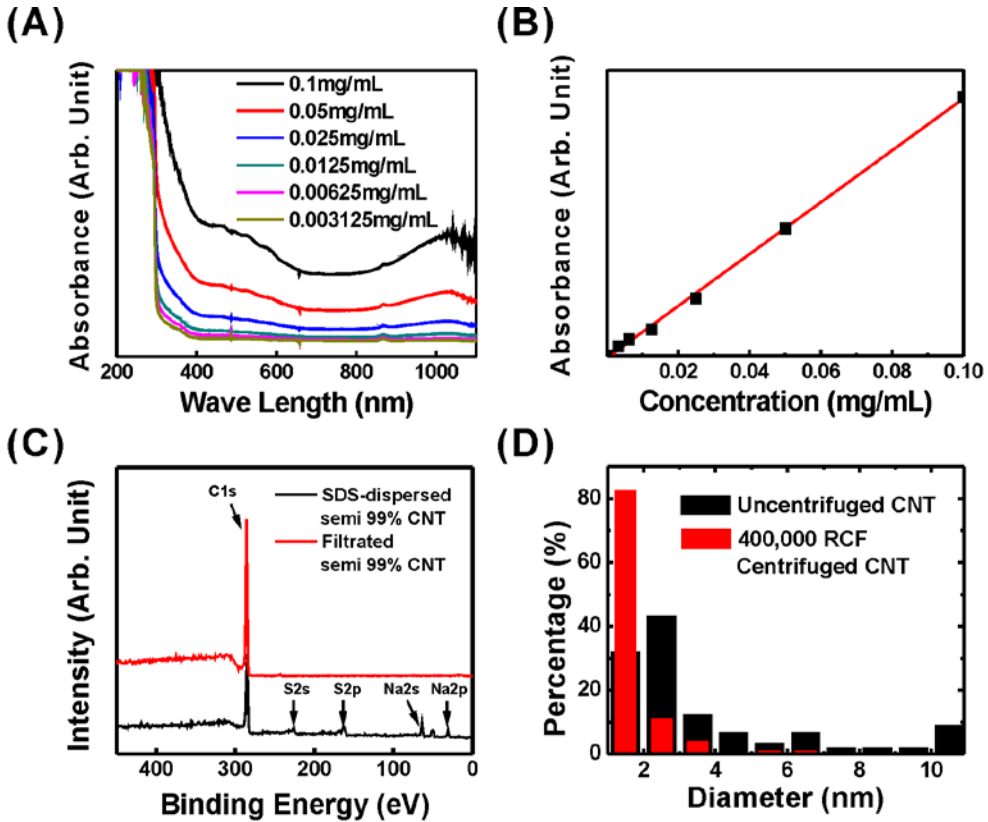 (A)
Absorbance (Arb. Unit)
0.1mg/mL
0.05mg/mL
0.025mg/mL
0.0125mg/mL
0.00625mg/mL
0.003125mg/mL
200 400 600 800 1000
Wave Length (nm)
(B)
Absorbance (Arb. Unit)
0.02 0.04 0.06 0.08 0.10
Concentration (mg/mL)
(C)
Intensity (Arb. Unit)
C1s
SDS-dispersed
semi 99% CNT
Filtrated
semi 99% CNT
S2s S2p Na2s Na2p
400 300 200 100 0
Binding Energy (eV)
(D)
Percentage (%)
80
60
40
20
0
Uncentrifuged CNT
400,000 RCF
Centrifuged CNT
2 4 6 8 10
Diameter (nm)